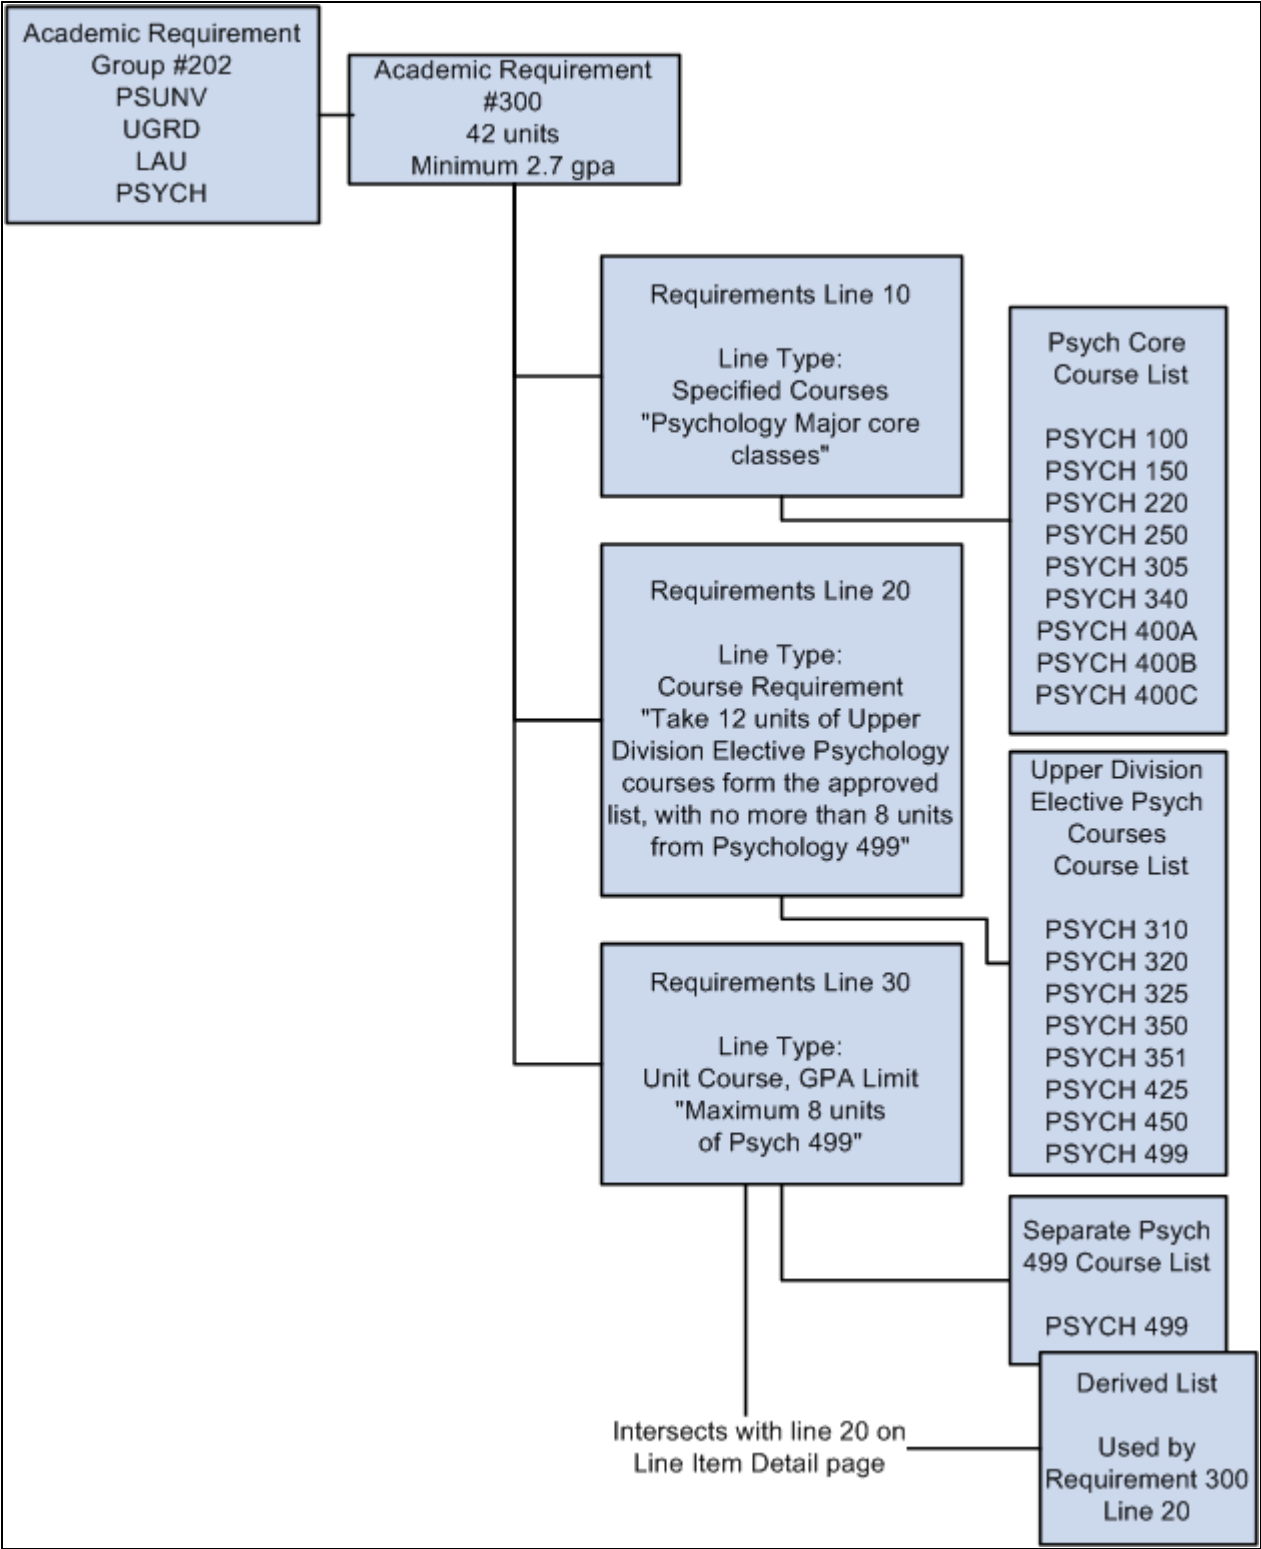 Academic Requirement
Group #202
PSUNV
UGRD
LAU
PSYCH
Academic Requirement
#300
42 units
Minimum 2.7 gpa
Requirements Line 10
Line Type:
Specified Courses
"Psychology Major core
classes"
Psych Core
Course List
PSYCH 100
PSYCH 150
PSYCH 220
PSYCH 250
PSYCH 305
PSYCH 340
PSYCH 400A
PSYCH 400B
PSYCH 400C
Requirements Line 20
Line Type:
Course Requirement
"Take 12 units of Upper
Division Elective Psychology
courses form the approved
list, with no more than 8 units
from Psychology 499"
Upper Division
Elective Psych
Courses
Course List
PSYCH 310
PSYCH 320
PSYCH 325
PSYCH 350
PSYCH 351
PSYCH 425
PSYCH 450
PSYCH 499
Requirements Line 30
Line Type:
Unit Course, GPA Limit
"Maximum 8 units
of Psych 499"
Separate Psych
499 Course List
PSYCH 499
Intersects with line 20 on
Line Item Detail page
Derived List
Used by
Requirement 300
Line 20